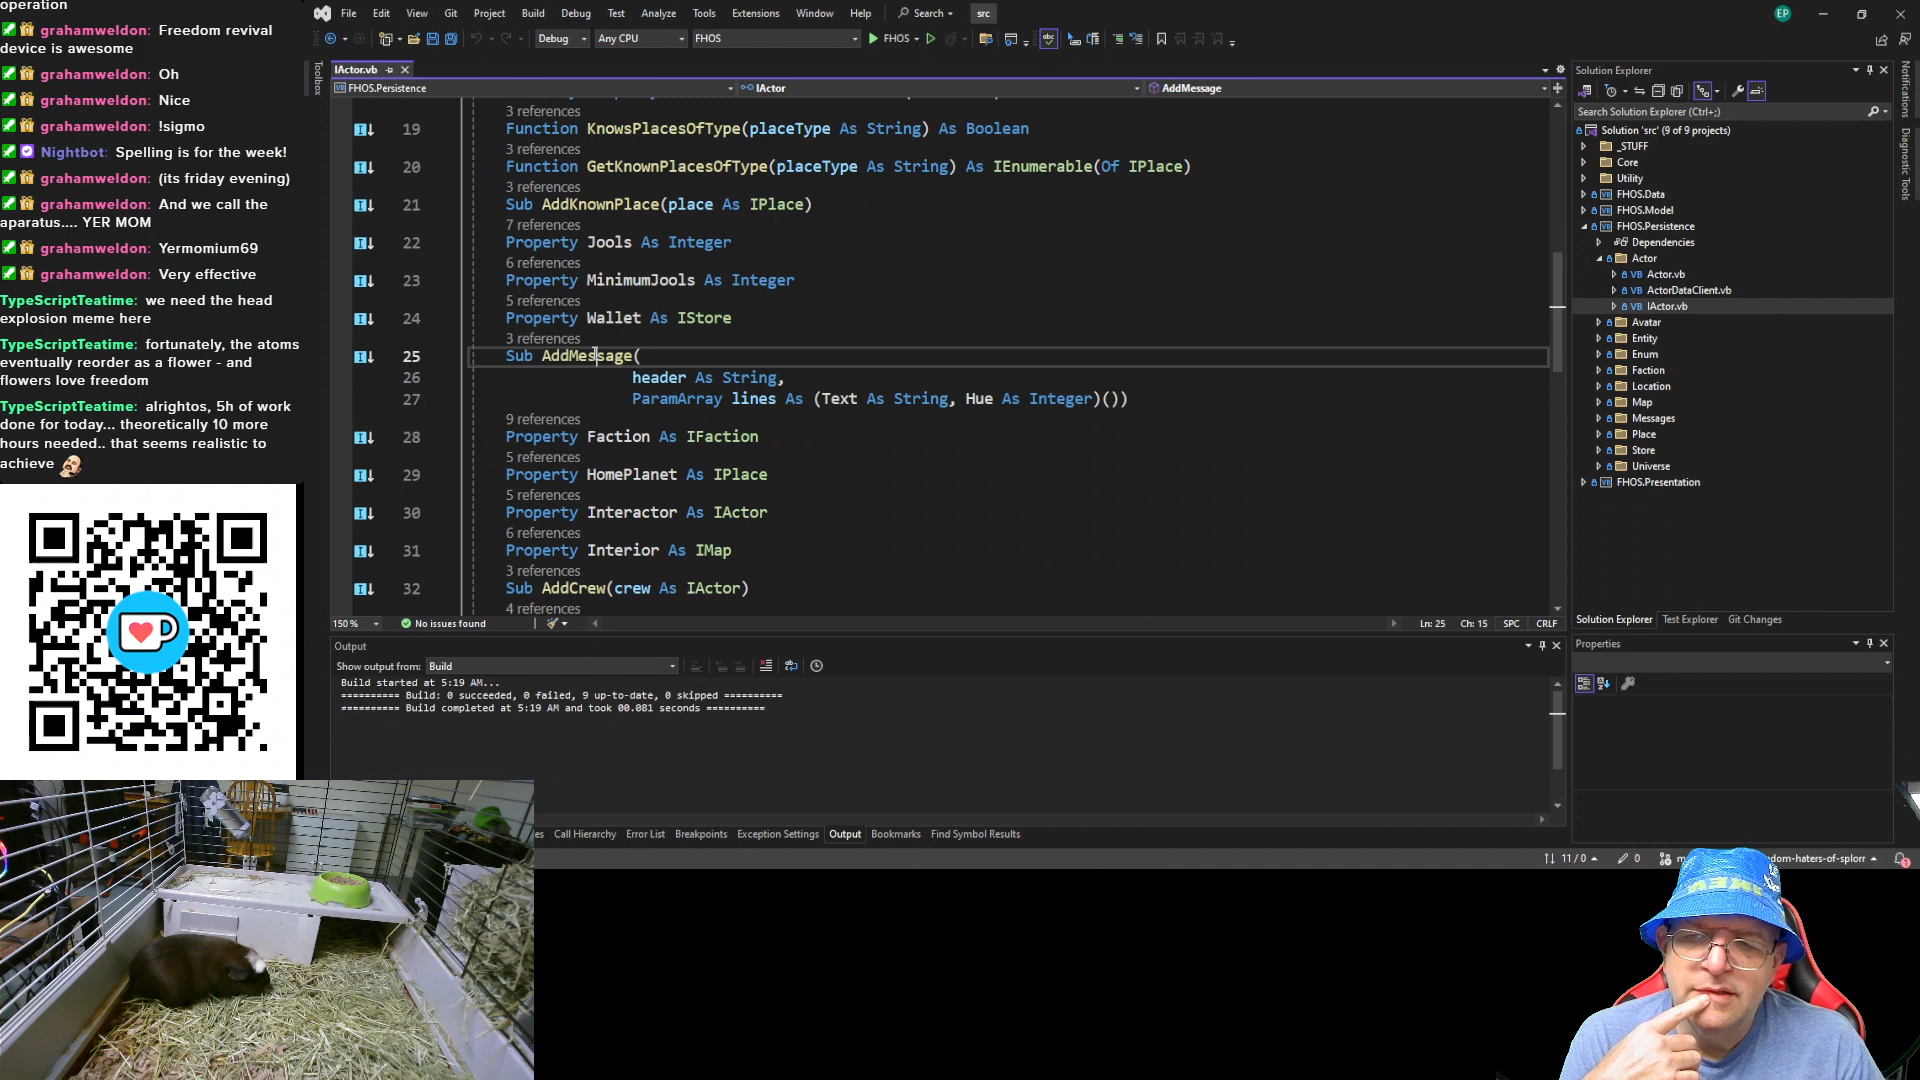 operation
grahamweldon: Freedom revival
device is awesome
grahamweldon: Oh
grahamweldon: Nice
grahamweldon: !sigmo
Nightbot: Spelling is for the week!
grahamweldon: (its friday evening)
grahamweldon: And we call the
aparatus.... YER MOM
grahamweldon: Yermomium69
grahamweldon: Very effective
TypeScriptTeatime: we need the head
explosion meme here
TypeScriptTeatime: fortunately, the atoms
eventually reorder as a flower - and
flowers love freedom
TypeScriptTeatime: alrightos, 5h of work
done for today... theoretically 10 more
hours needed.. that seems realistic to
achieve
File Edit View Git Project Build Debug Test Analyze Tools Extensions Window Help Search src EP
Debug Any CPU FHOS FHOS
Toolbox
IActor.vb
FHOS.Persistence IActor AddMessage
3 references
19 Function KnowsPlacesOfType(placeType As String) As Boolean
3 references
20 Function GetKnownPlacesOfType(placeType As String) As IEnumerable(Of IPlace)
3 references
21 Sub AddKnownPlace(place As IPlace)
7 references
22 Property Jools As Integer
6 references
23 Property MinimumJools As Integer
5 references
24 Property Wallet As IStore
3 references
25 Sub AddMessage(
26 header As String,
27 ParamArray lines As (Text As String, Hue As Integer)())
9 references
28 Property Faction As IFaction
5 references
29 Property HomePlanet As IPlace
5 references
30 Property Interactor As IActor
6 references
31 Property Interior As IMap
3 references
32 Sub AddCrew(crew As IActor)
4 references
150 % No issues found Ln: 25 Ch: 15 SPC CRLF
Output
Show output from: Build
Build started at 5:19 AM...
========== Build: 0 succeeded, 0 failed, 9 up-to-date, 0 skipped ==========
========== Build completed at 5:19 AM and took 00.081 seconds ==========
Call Hierarchy Error List Breakpoints Exception Settings Output Bookmarks Find Symbol Results
11 / 0 0 dom-haters-of-splorr 1
Solution Explorer
Search Solution Explorer (Ctrl+;)
Solution 'src' (9 of 9 projects)
_STUFF
Core
Utility
FHOS.Data
FHOS.Model
FHOS.Persistence
Dependencies
Actor
Actor.vb
ActorDataClient.vb
IActor.vb
Avatar
Entity
Enum
Faction
Location
Map
Messages
Place
Store
Universe
FHOS.Presentation
Solution Explorer Test Explorer Git Changes
Properties
Notifications
Diagnostic Tools
IKEA